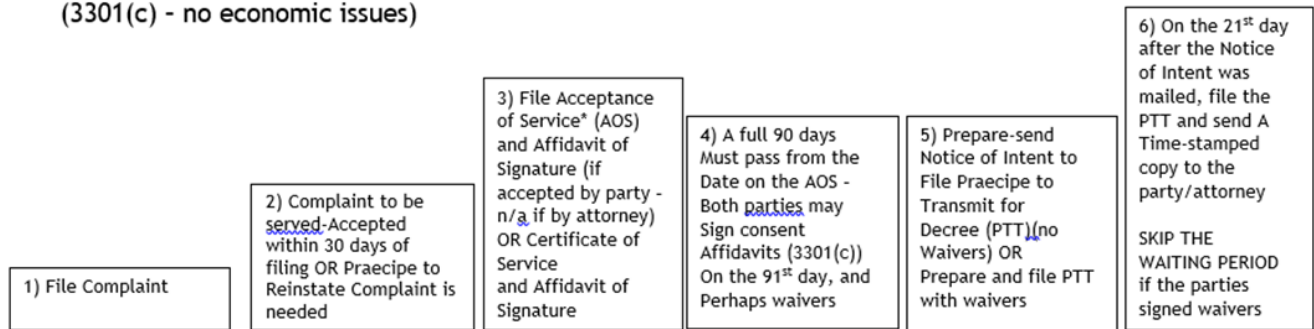 (3301(c) - no economic issues)
1) File Complaint
2) Complaint to be
served-Accepted
within 30 days of
filing OR Praecipe to
Reinstate Complaint is
needed
3) File Acceptance
of Service* (AOS)
and Affidavit of
Signature (if
accepted by party -
n/a if by attorney)
OR Certificate of
Service
and Affidavit of
Signature
4) A full 90 days
Must pass from the
Date on the AOS -
Both parties may
Sign consent
Affidavits (3301(c))
On the 91st day, and
Perhaps waivers
5) Prepare-send
Notice of Intent to
File Praecipe to
Transmit for
Decree (PTT)(no
Waivers) OR
Prepare and file PTT
with waivers
6) On the 21st day
after the Notice
of Intent was
mailed, file the
PTT and send A
Time-stamped
copy to the
party/attorney
SKIP THE
WAITING PERIOD
if the parties
signed waivers